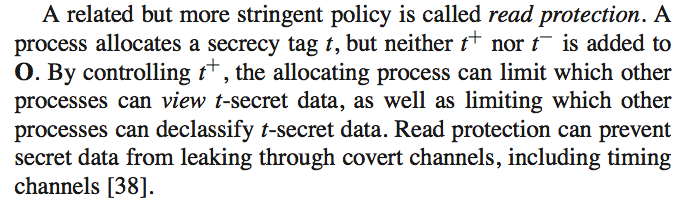 A related but more stringent policy is called read protection. A
process allocates a secrecy tag t, but neither t⁺ nor t⁻ is added to
O. By controlling t⁺, the allocating process can limit which other
processes can view t-secret data, as well as limiting which other
processes can declassify t-secret data. Read protection can prevent
secret data from leaking through covert channels, including timing
channels [38].